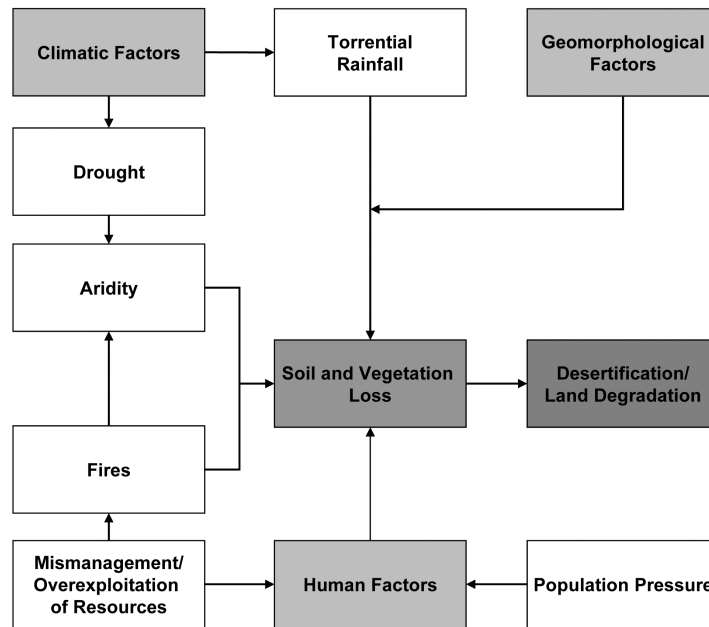 Climatic Factors
Torrential
Rainfall
Geomorphological
Factors
Drought
Aridity
Soil and Vegetation
Loss
Desertification/
Land Degradation
Fires
Mismanagement/
Overexploitation
of Resources
Human Factors
Population Pressure